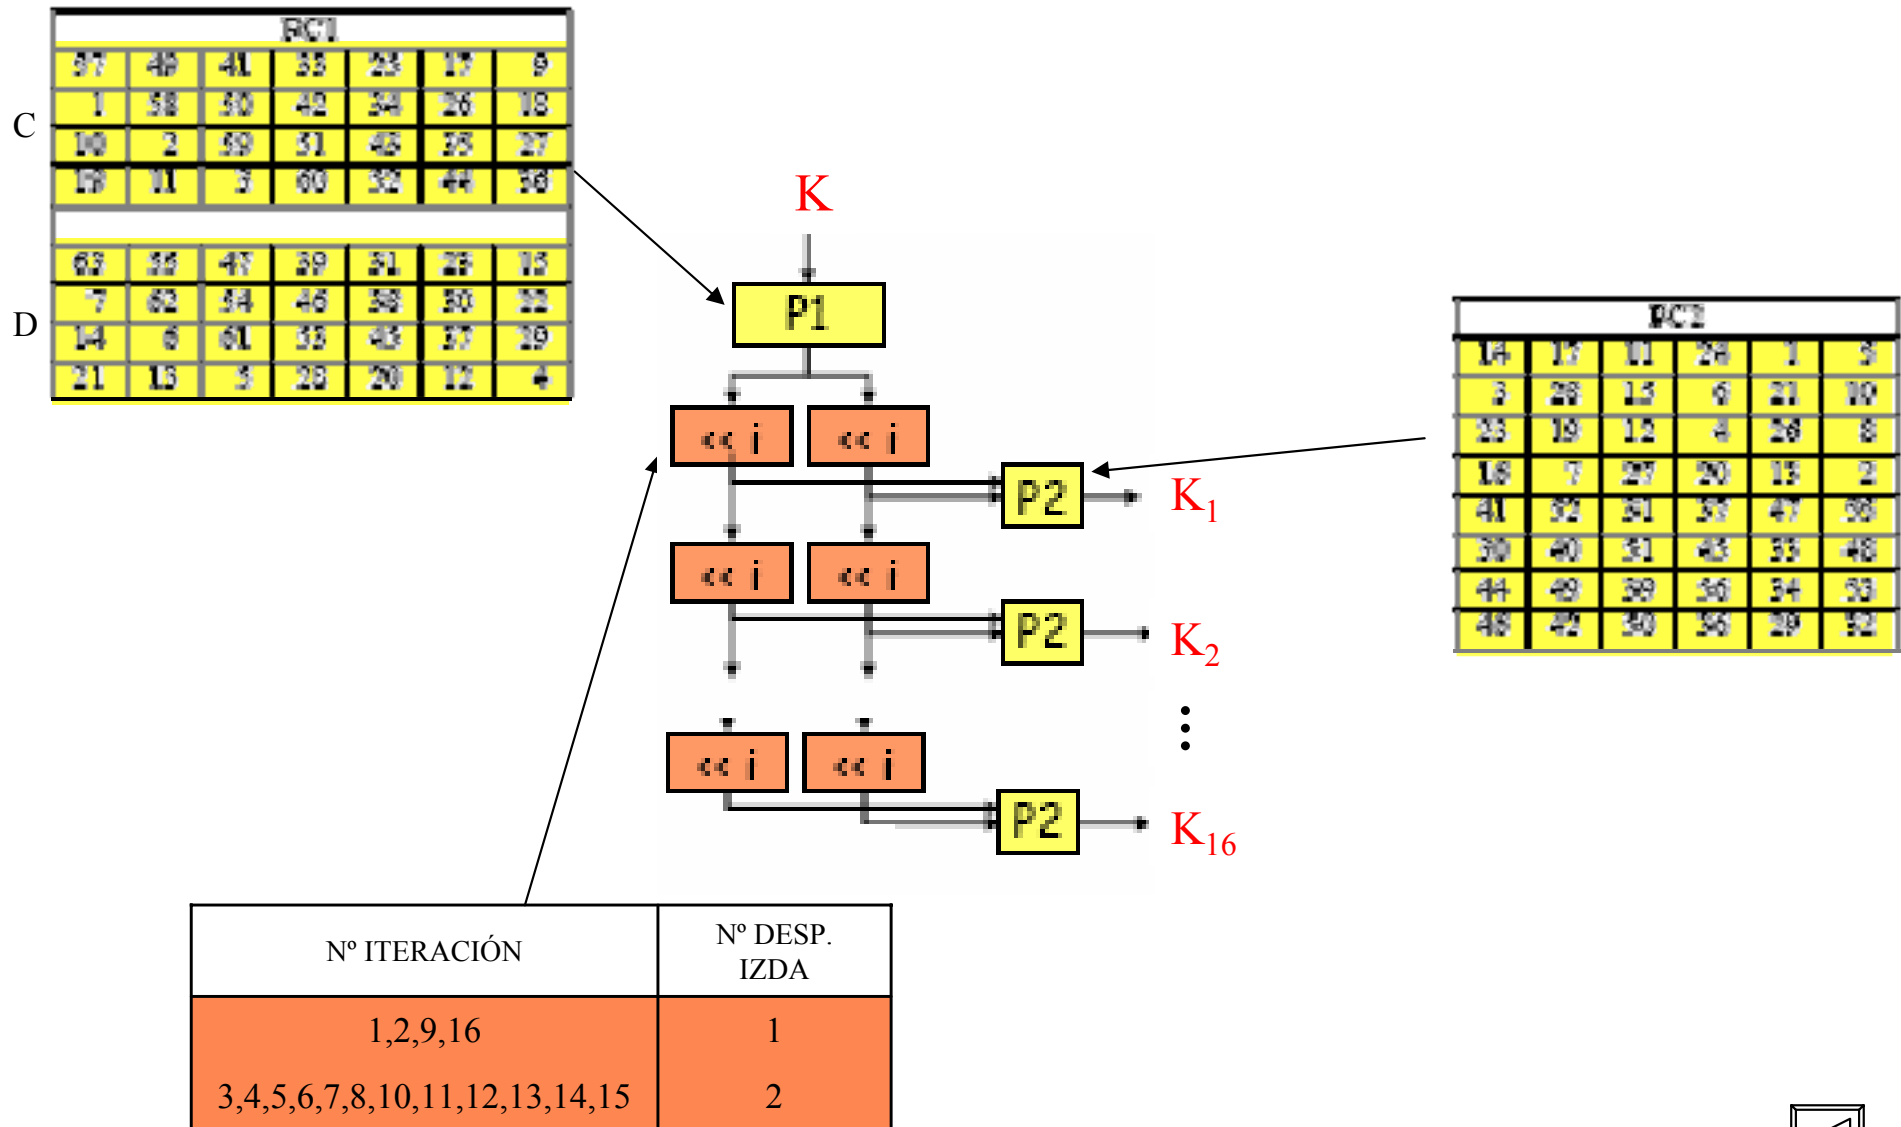 PC1
57 49 41 33 25 17 9
1 58 50 42 34 26 18
C
10 2 59 51 43 35 27
19 11 3 60 52 44 36
63 55 47 39 31 23 15
7 62 54 46 38 30 22
D
14 6 61 53 45 37 29
21 13 5 28 20 12 4
K
P1
<< i << i
P2
K1
<< i << i
P2
K2
⋮
<< i << i
P2
K16
PC2
14 17 11 24 1 5
3 28 15 6 21 10
23 19 12 4 26 8
16 7 27 20 13 2
41 52 31 37 47 55
30 40 51 45 33 48
44 49 39 56 34 53
46 42 50 36 29 32
Nº ITERACIÓN
Nº DESP.
IZDA
1,2,9,16 1
3,4,5,6,7,8,10,11,12,13,14,15 2